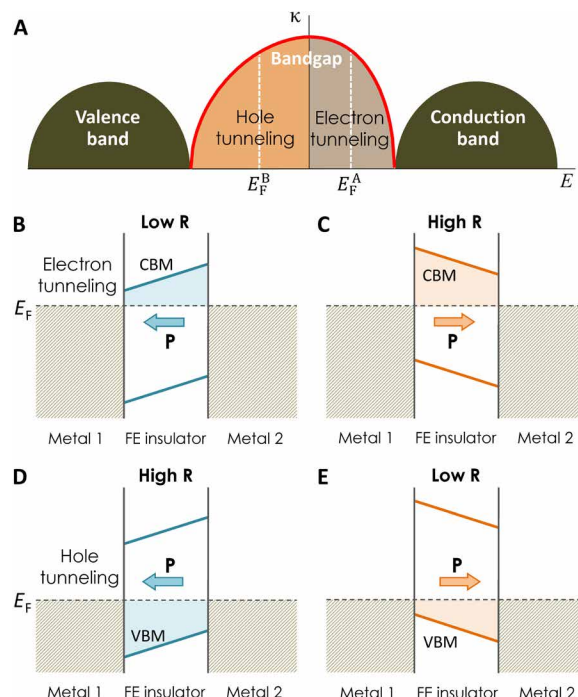 A
κ
Bandgap
Valence
band
Hole
tunneling
Electron
tunneling
Conduction
band
E_F^B
E_F^A
E
B
Low R
C
High R
Electron
tunneling
CBM
CBM
E_F
P
P
Metal 1 FE insulator Metal 2
Metal 1 FE insulator Metal 2
D
High R
E
Low R
Hole
tunneling
P
P
E_F
VBM
VBM
Metal 1 FE insulator Metal 2
Metal 1 FE insulator Metal 2